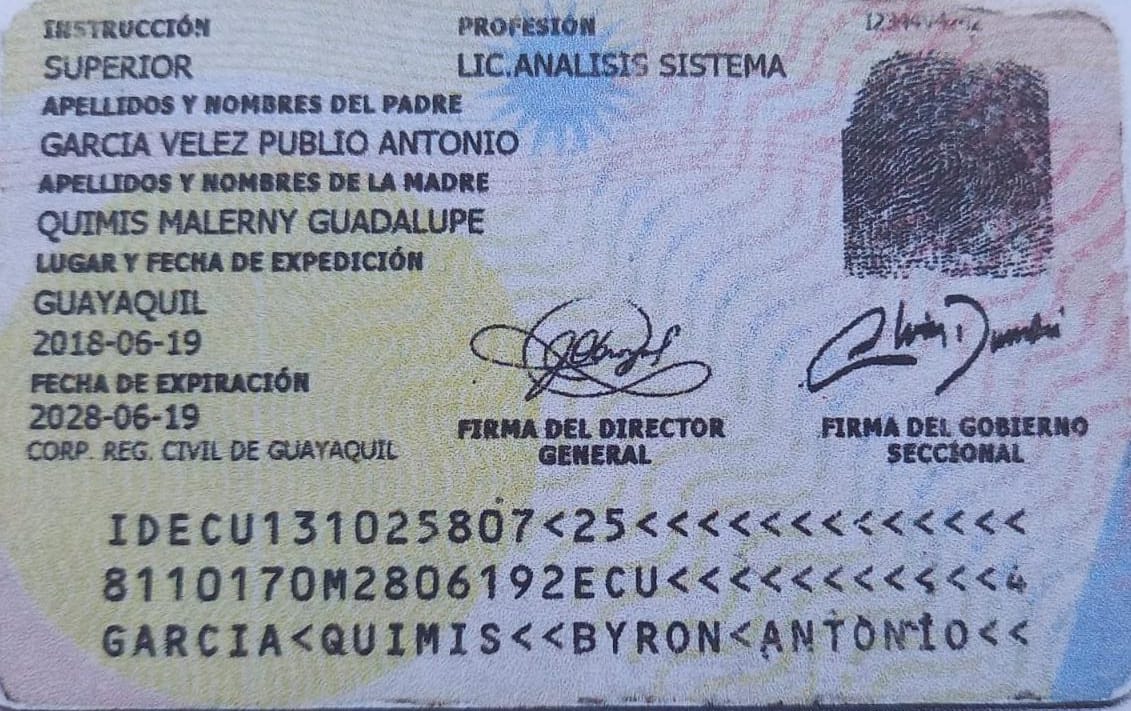 INSTRUCCIÓN
SUPERIOR
PROFESIÓN
LIC.ANALISIS SISTEMA
APELLIDOS Y NOMBRES DEL PADRE
GARCIA VELEZ PUBLIO ANTONIO
APELLIDOS Y NOMBRES DE LA MADRE
QUIMIS MALERNY GUADALUPE
LUGAR Y FECHA DE EXPEDICIÓN
GUAYAQUIL
2018-06-19
FECHA DE EXPIRACIÓN
2028-06-19
CORP. REG. CIVIL DE GUAYAQUIL
FIRMA DEL DIRECTOR
GENERAL
FIRMA DEL GOBIERNO
SECCIONAL
IDECU131025807<25<<<<<<<<<<<<<<
8110170M2806192ECU<<<<<<<<<<<4
GARCIA<QUIMIS<<BYRON<ANTONIO<<